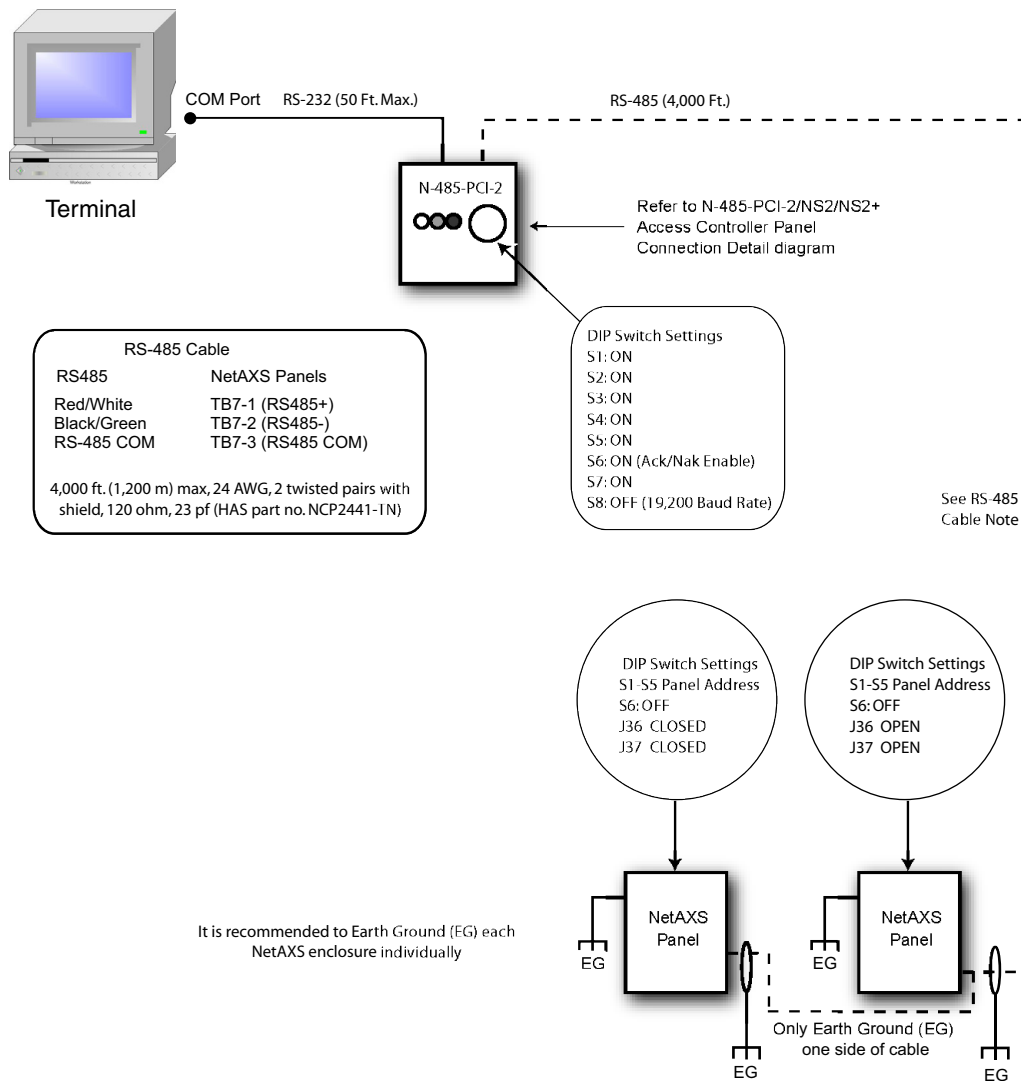 COM Port
RS-232 (50 Ft. Max.)
RS-485 (4,000 Ft.)
Terminal
N-485-PCI-2
Refer to N-485-PCI-2/NS2/NS2+
Access Controller Panel
Connection Detail diagram
RS-485 Cable
RS485 NetAXS Panels
Red/White TB7-1 (RS485+)
Black/Green TB7-2 (RS485-)
RS-485 COM TB7-3 (RS485 COM)
4,000 ft. (1,200 m) max, 24 AWG, 2 twisted pairs with
shield, 120 ohm, 23 pf (HAS part no. NCP2441-TN)
DIP Switch Settings
S1: ON
S2: ON
S3: ON
S4: ON
S5: ON
S6: ON (Ack/Nak Enable)
S7: ON
S8: OFF (19,200 Baud Rate)
See RS-485
Cable Note
DIP Switch Settings
S1-S5 Panel Address
S6: OFF
J36 CLOSED
J37 CLOSED
DIP Switch Settings
S1-S5 Panel Address
S6: OFF
J36 OPEN
J37 OPEN
It is recommended to Earth Ground (EG) each
NetAXS enclosure individually
EG
NetAXS
Panel
EG
NetAXS
Panel
Only Earth Ground (EG)
one side of cable
EG
EG